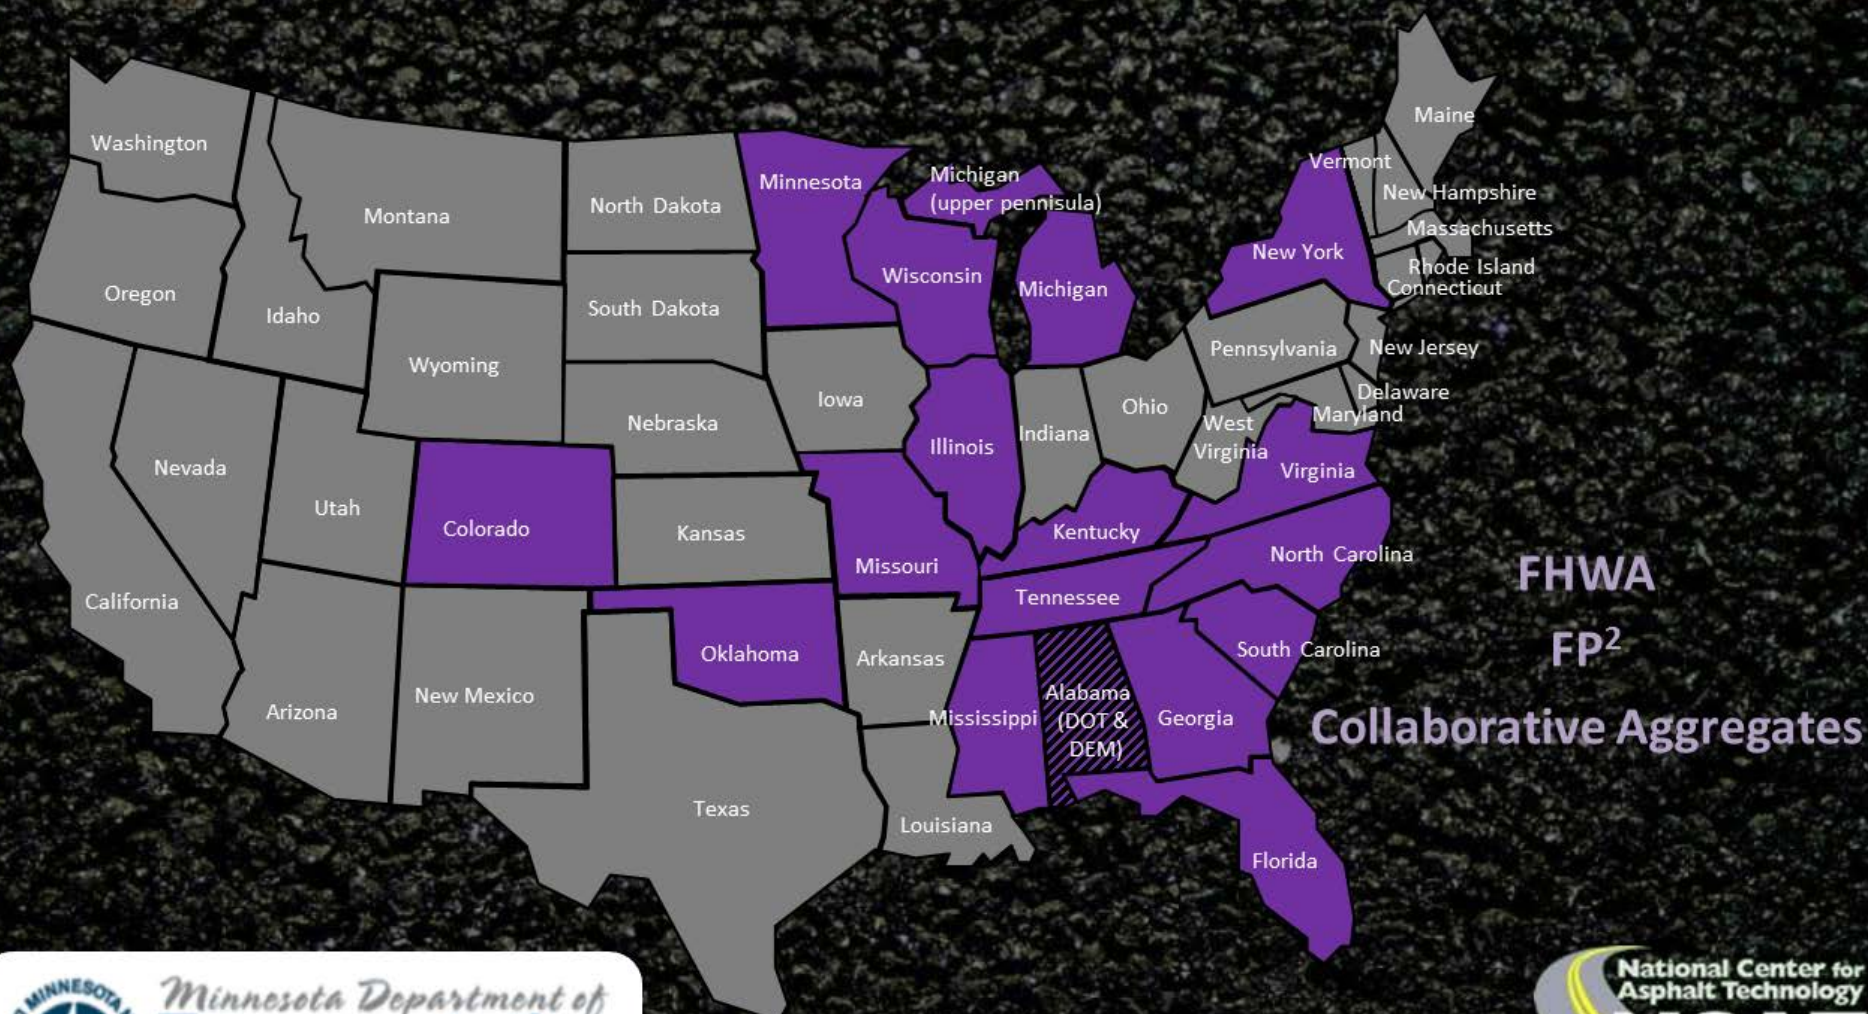 Washington
Oregon
Idaho
Montana
Wyoming
North Dakota
South Dakota
Nebraska
Kansas
Minnesota
Iowa
Wisconsin
Michigan
(upper pennisula)
Michigan
Illinois
Indiana
Ohio
Missouri
Kentucky
Tennessee
Nevada
Utah
Colorado
California
Arizona
New Mexico
Texas
Oklahoma
Arkansas
Louisiana
Mississippi
Alabama
(DOT &
DEM)
Georgia
Florida
South Carolina
North Carolina
Virginia
West
Virginia
Maryland
Delaware
New Jersey
Pennsylvania
New York
Connecticut
Rhode Island
Massachusetts
New Hampshire
Vermont
Maine
FHWA
FP²
Collaborative Aggregates
MINNESOTA
Minnesota Department of
National Center for
Asphalt Technology